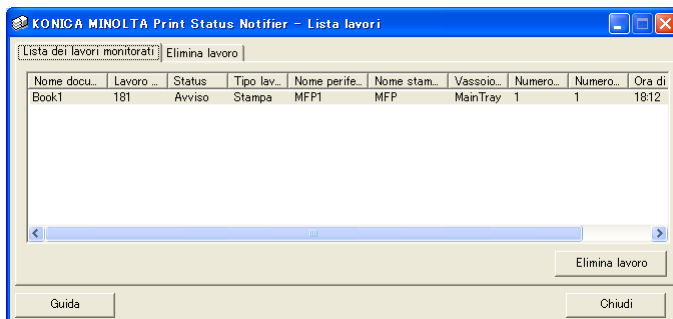 KONICA MINOLTA Print Status Notifier - Lista lavori
Lista dei lavori monitorati Elimina lavoro
Nome docu... Lavoro ... Status Tipo lav... Nome perife... Nome stam... Vassoio... Numero... Numero... Ora di
Book1 181 Avviso Stampa MFP1 MFP MainTray 1 1 18:12
Elimina lavoro
Guida Chiudi